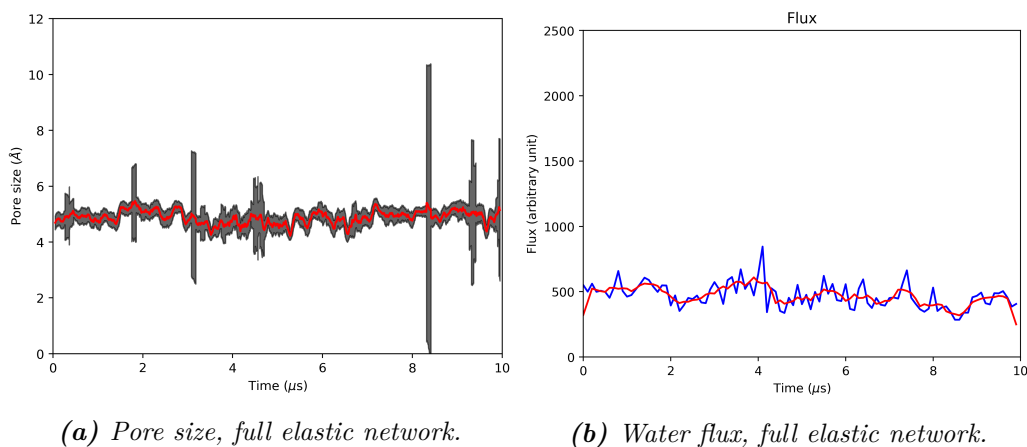 12
10
8
6
4
2
0
Pore size (Å)
0 2 4 6 8 10
Time (μs)
(a) Pore size, full elastic network.
Flux
2500
2000
1500
1000
500
0
Flux (arbitrary unit)
0 2 4 6 8 10
Time (μs)
(b) Water flux, full elastic network.